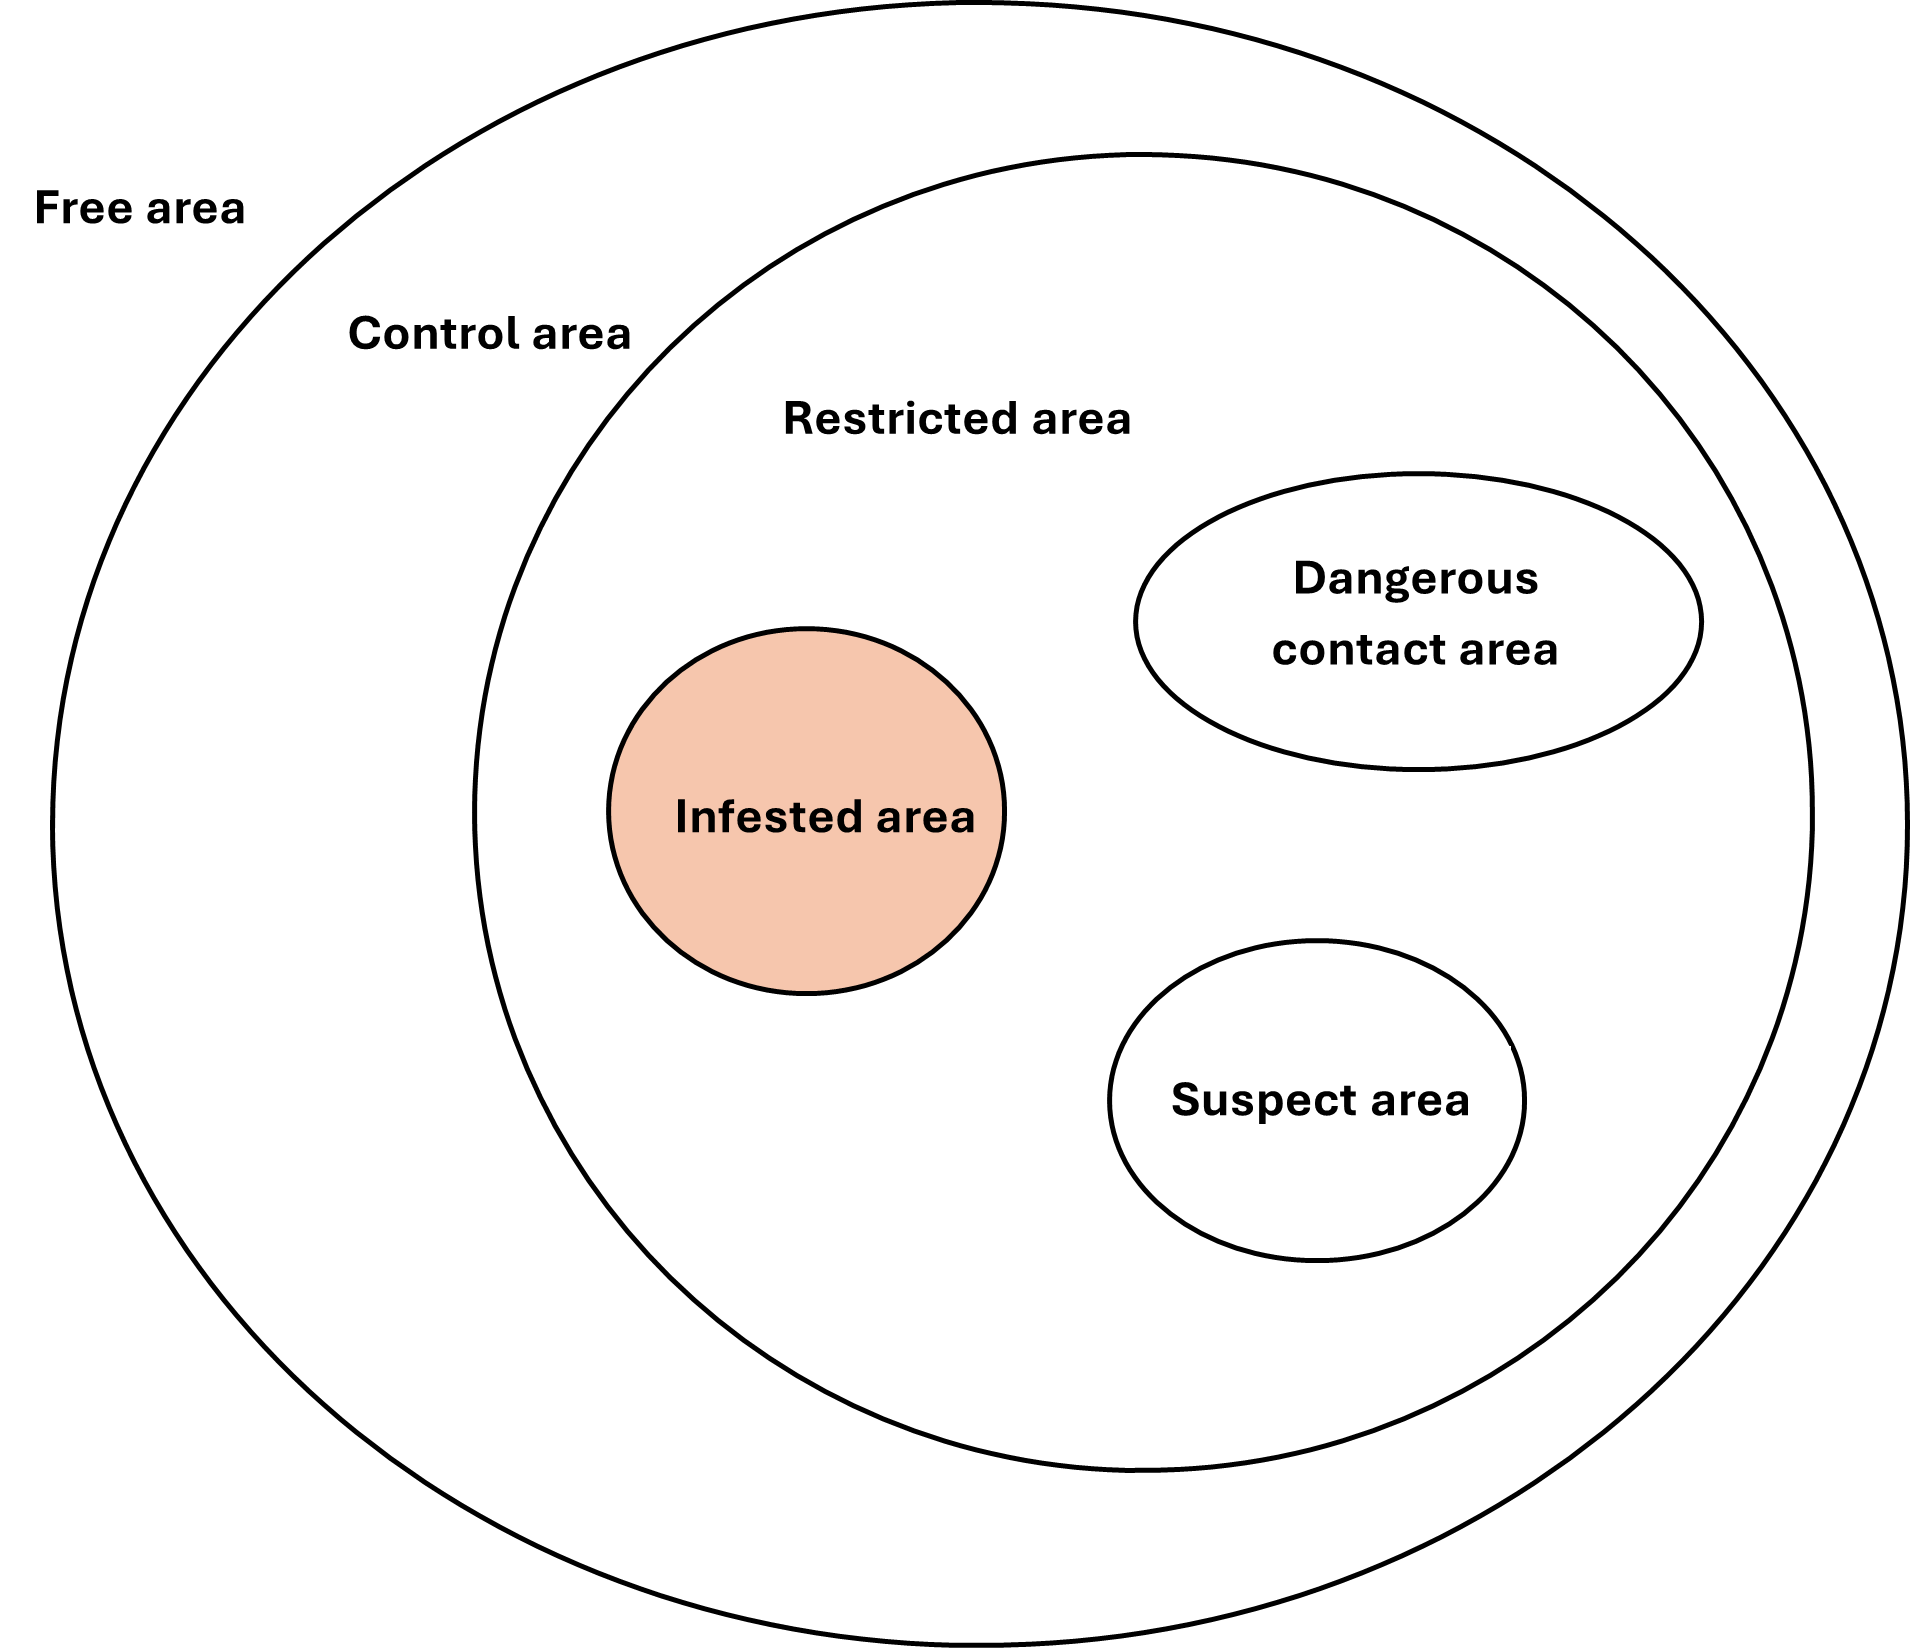 Free area
Control area
Restricted area
Dangerous
contact area
Infested area
Suspect area